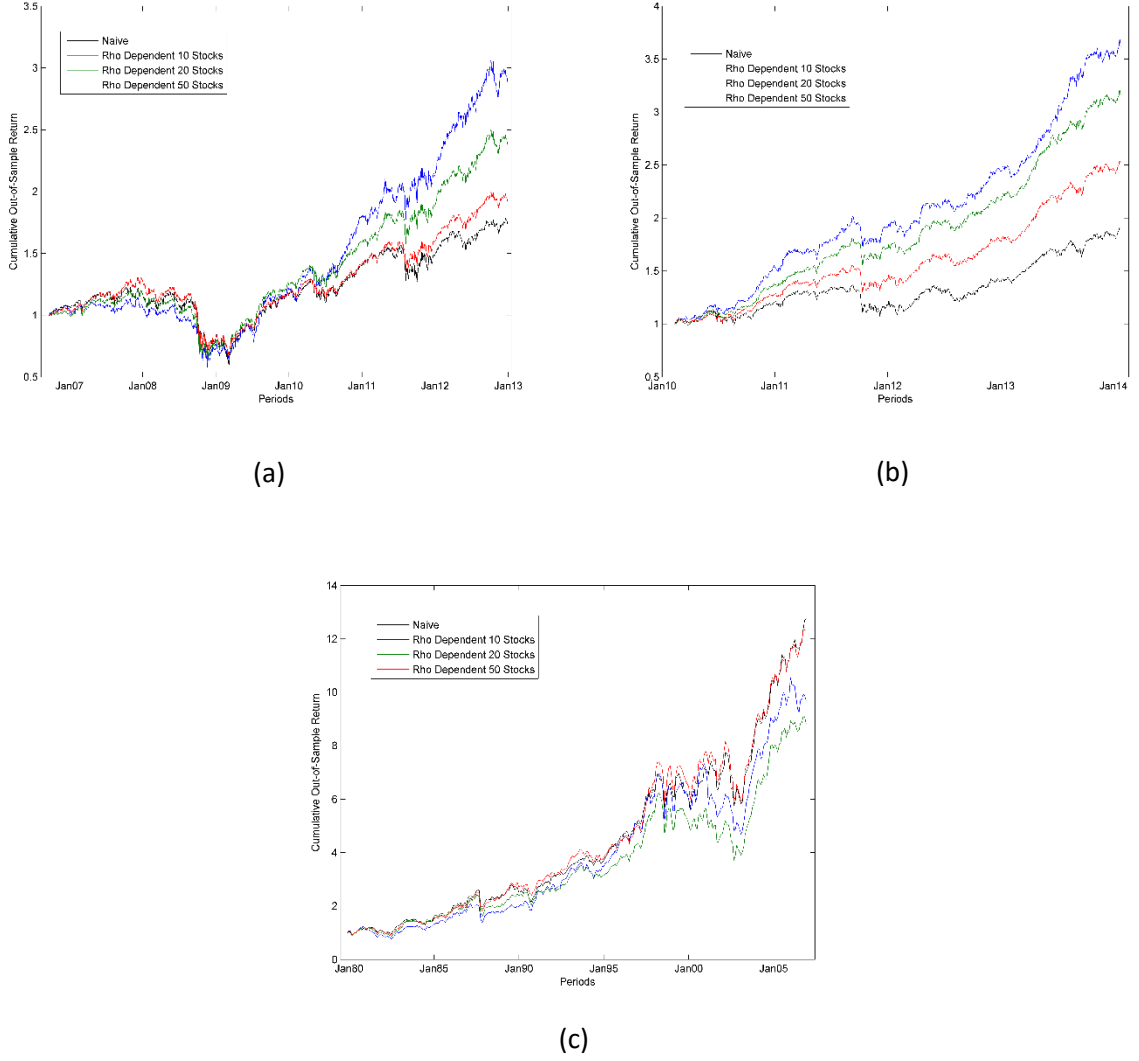 3.5
3
2.5
2
1.5
1
0.5
Cumulative Out-of-Sample Return
Naive
Rho Dependent 10 Stocks
Rho Dependent 20 Stocks
Rho Dependent 50 Stocks
Jan07 Jan08 Jan09 Jan10 Jan11 Jan12 Jan13
Periods
(a)
4
3.5
3
2.5
2
1.5
1
0.5
Cumulative Out-of-Sample Return
Naive
Rho Dependent 10 Stocks
Rho Dependent 20 Stocks
Rho Dependent 50 Stocks
Jan10 Jan11 Jan12 Jan13 Jan14
Periods
(b)
14
12
10
8
6
4
2
0
Cumulative Out-of-Sample Return
Naive
Rho Dependent 10 Stocks
Rho Dependent 20 Stocks
Rho Dependent 50 Stocks
Jan80 Jan85 Jan90 Jan95 Jan00 Jan05
Periods
(c)